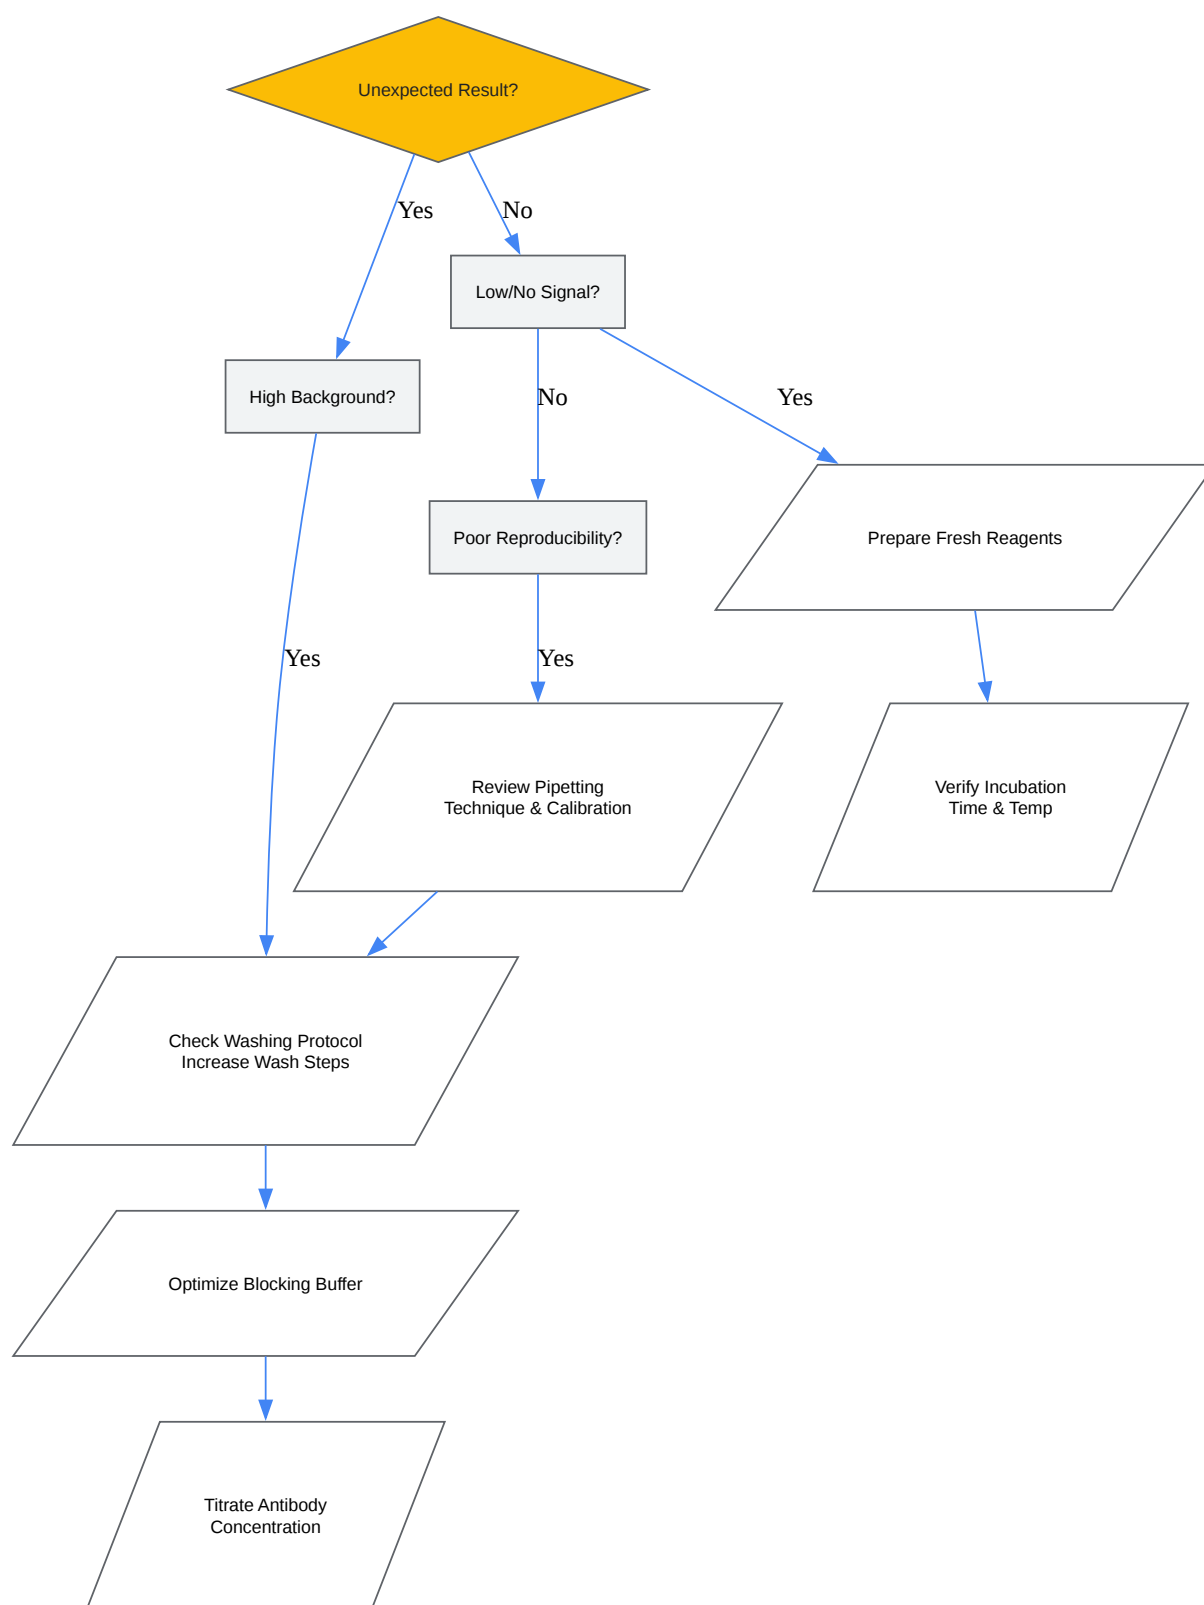 Unexpected Result?
Yes
No
Low/No Signal?
High Background?
No
Yes
Poor Reproducibility?
Prepare Fresh Reagents
Yes
Yes
Review Pipetting
Technique & Calibration
Verify Incubation
Time & Temp
Check Washing Protocol
Increase Wash Steps
Optimize Blocking Buffer
Titrate Antibody
Concentration